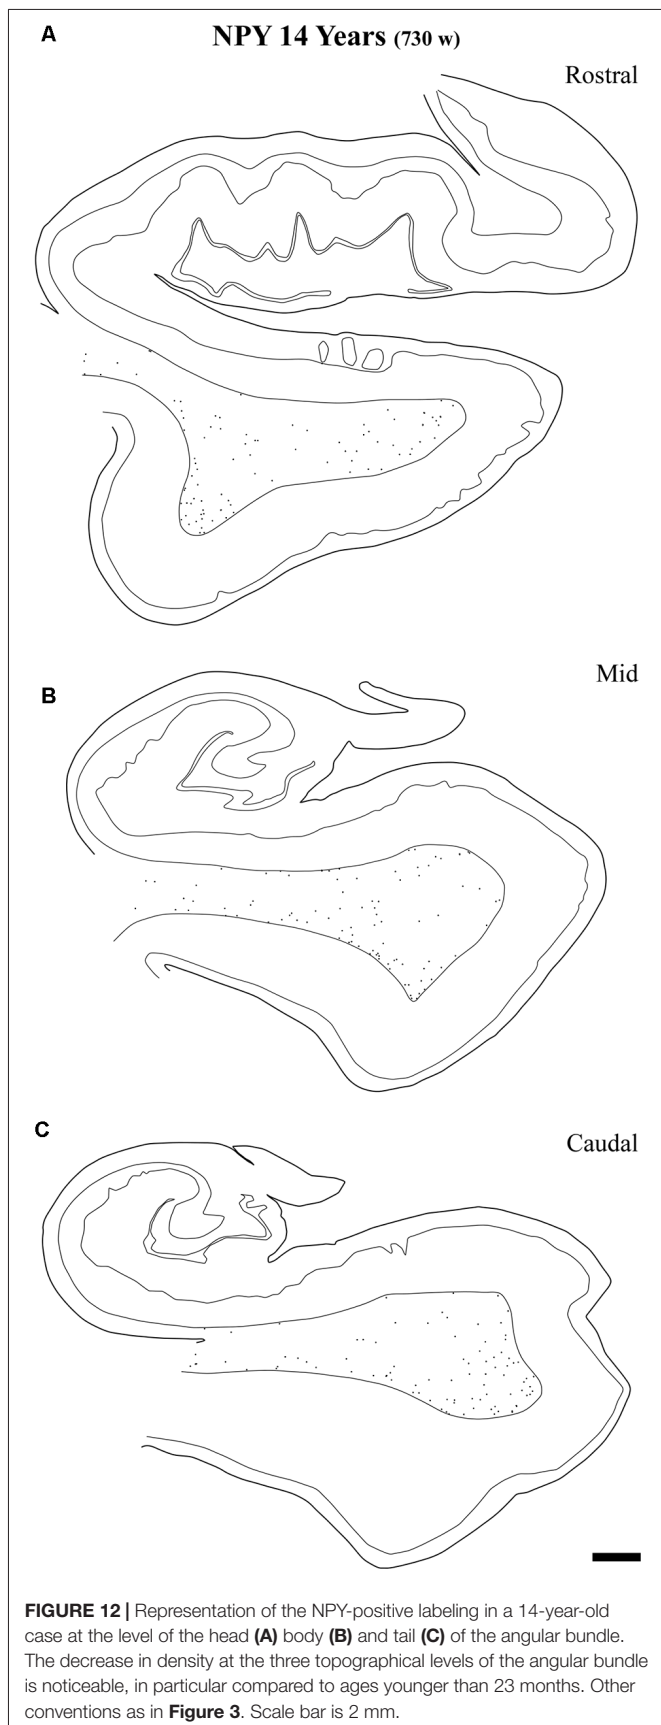 A
NPY 14 Years (730 w)
Rostral
B
Mid
C
Caudal
FIGURE 12 | Representation of the NPY-positive labeling in a 14-year-old
case at the level of the head (A) body (B) and tail (C) of the angular bundle.
The decrease in density at the three topographical levels of the angular bundle
is noticeable, in particular compared to ages younger than 23 months. Other
conventions as in Figure 3. Scale bar is 2 mm.